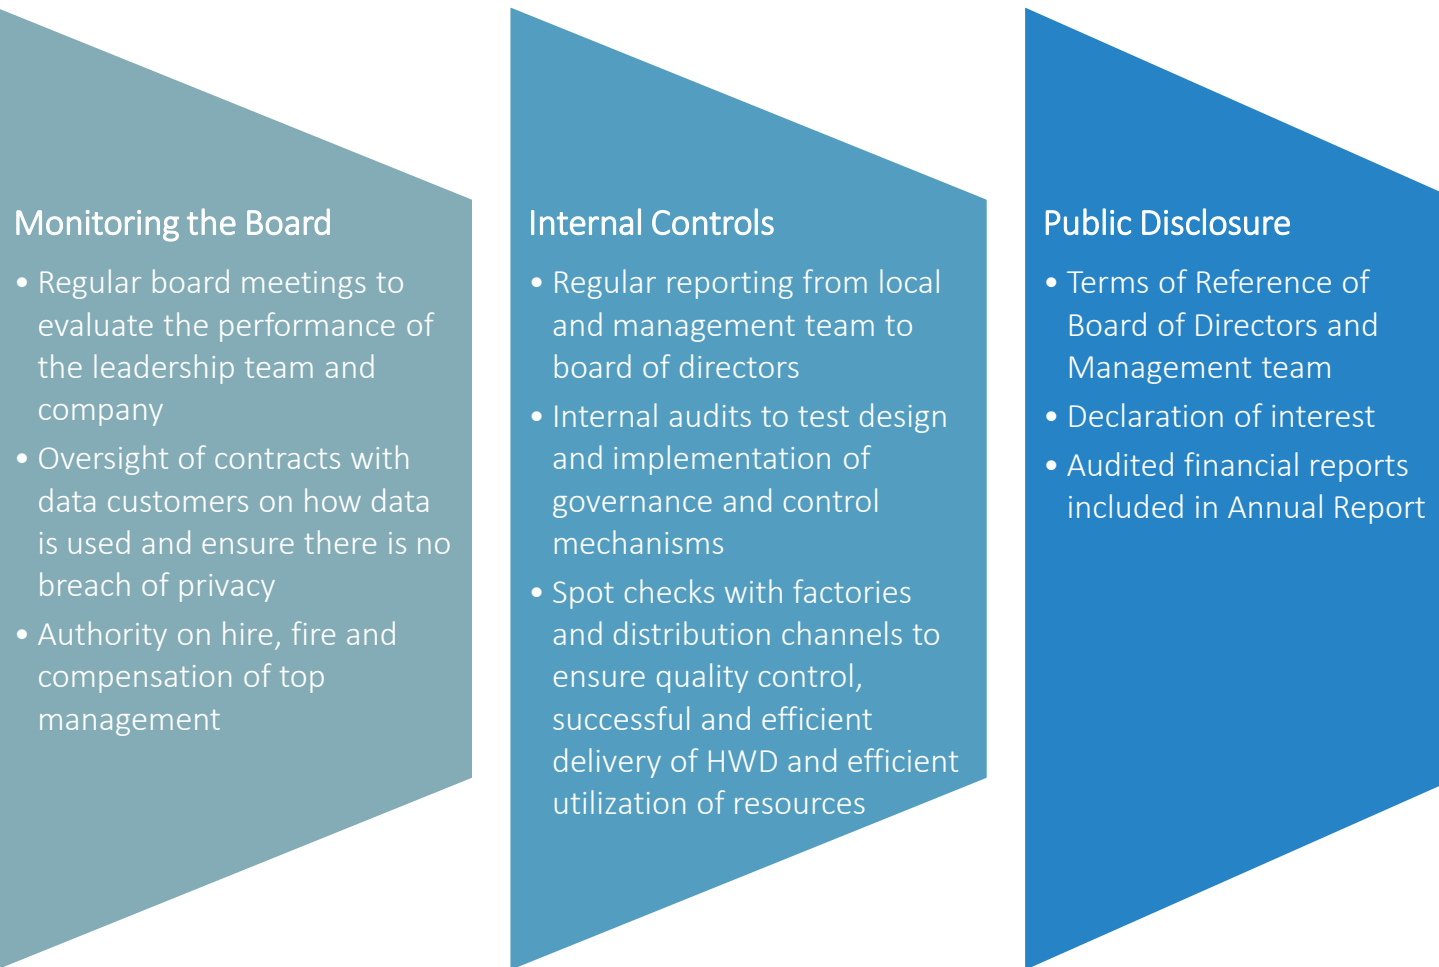 Monitoring the Board
• Regular board meetings to
evaluate the performance of
the leadership team and
company
• Oversight of contracts with
data customers on how data
is used and ensure there is no
breach of privacy
• Authority on hire, fire and
compensation of top
management
Internal Controls
• Regular reporting from local
and management team to
board of directors
• Internal audits to test design
and implementation of
governance and control
mechanisms
• Spot checks with factories
and distribution channels to
ensure quality control,
successful and efficient
delivery of HWD and efficient
utilization of resources
Public Disclosure
• Terms of Reference of
Board of Directors and
Management team
• Declaration of interest
• Audited financial reports
included in Annual Report